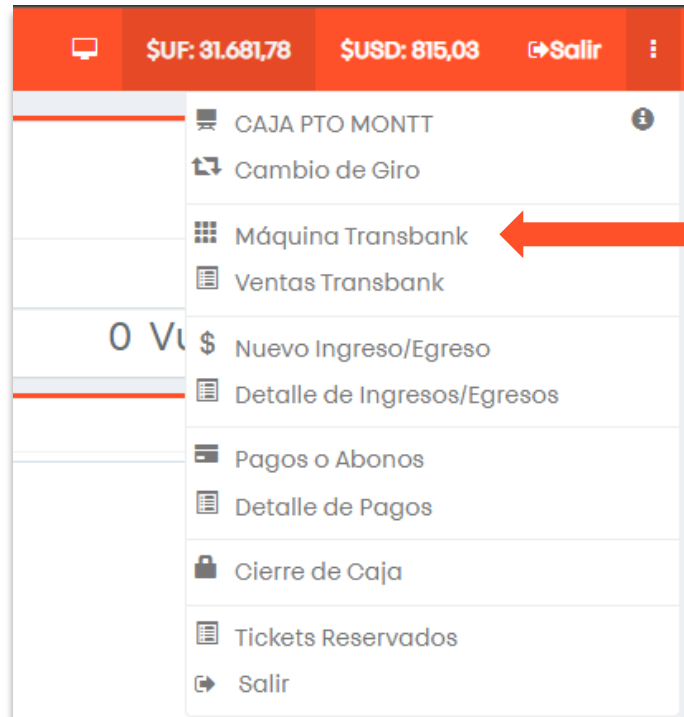 $UF: 31.681,78 $USD: 815,03 Salir
CAJA PTO MONTT
Cambio de Giro
Máquina Transbank
Ventas Transbank
0
Nuevo Ingreso/Egreso
Detalle de Ingresos/Egresos
Pagos o Abonos
Detalle de Pagos
Cierre de Caja
Tickets Reservados
Salir